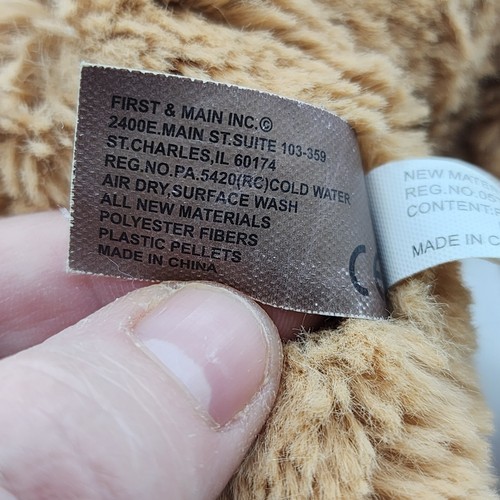 FIRST & MAIN INC.©
2400E.MAIN ST.SUITE 103-359
ST.CHARLES,IL 60174
REG.NO.PA.5420(RC)COLD WATER
AIR DRY,SURFACE WASH
ALL NEW MATERIALS
POLYESTER FIBERS
PLASTIC PELLETS
MADE IN CHINA
NEW
REG.NO.
CONTENT
MADE IN